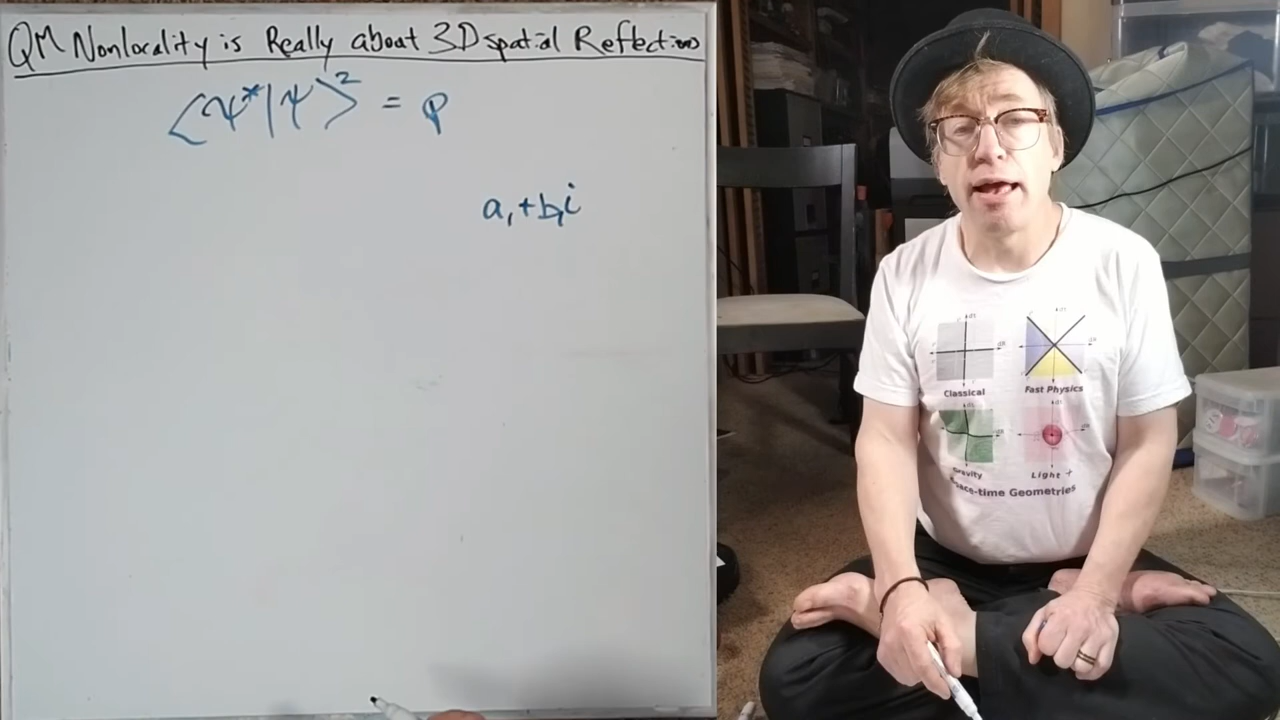 QM Nonlocality is Really about 3D spatial Reflections
<ψ*|ψ>² = φ
a₁+b₁i
Classical
Fast Physics
Gravity
Light +
Space-time Geometries